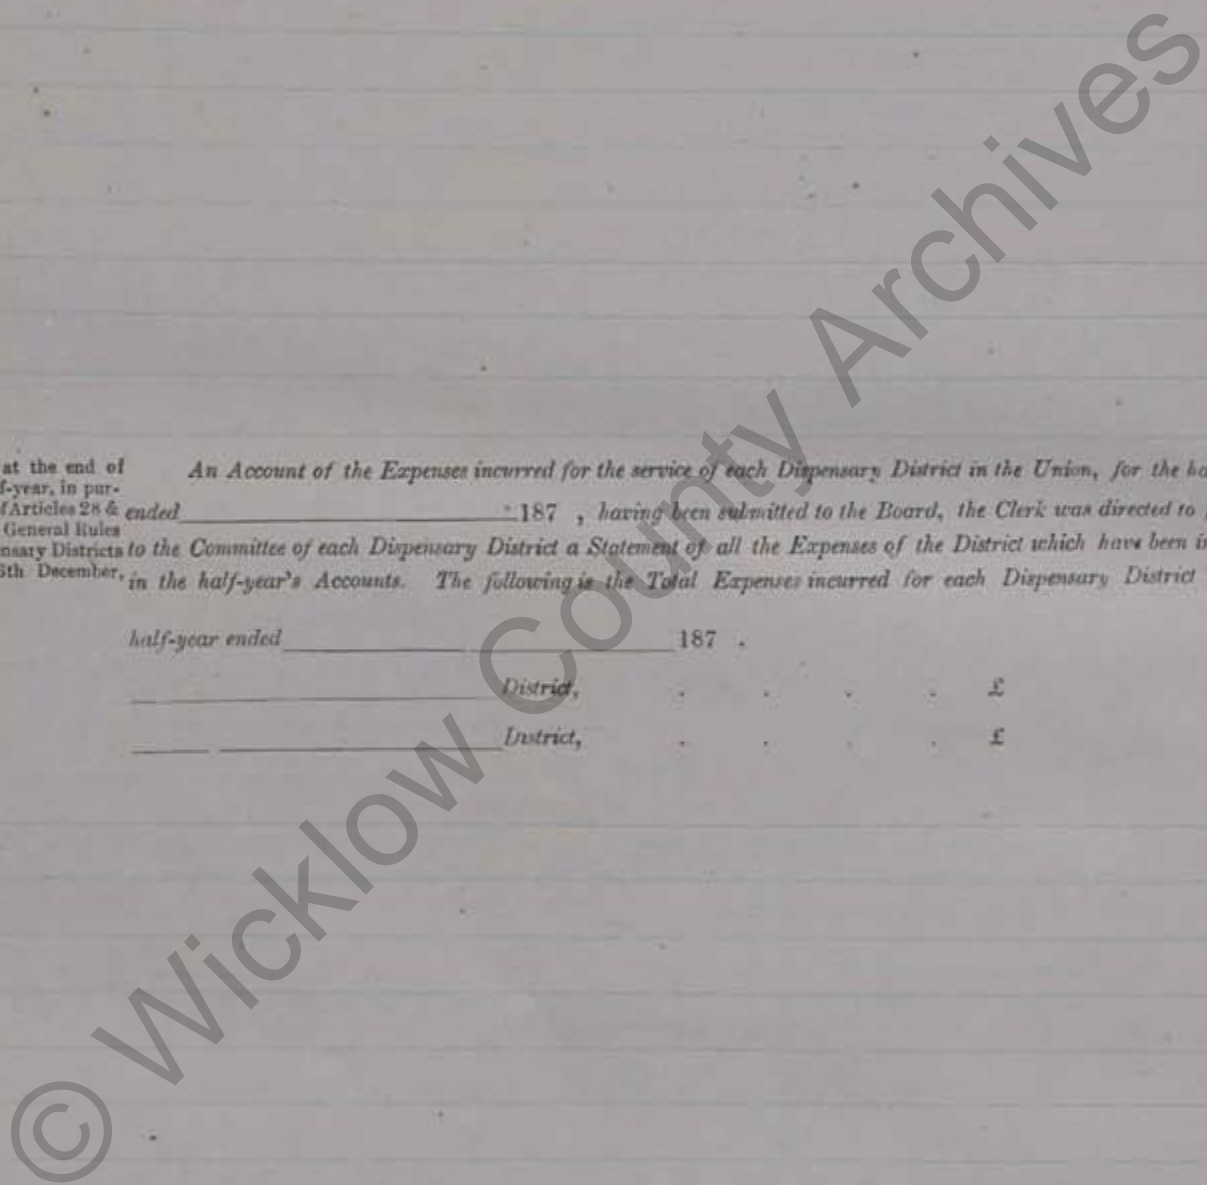 at the end of
f-year, in pur-
f Articles 28 &
General Rules
nsary Districts
6th December,
An Account of the Expenses incurred for the service of each Dispensary District in the Union, for the ha
ended 187 , having been submitted to the Board, the Clerk was directed to
to the Committee of each Dispensary District a Statement of all the Expenses of the District which have been i
in the half-year's Accounts. The following is the Total Expenses incurred for each Dispensary District
half-year ended 187 .
District, . . . . £
District, . . . . £
© Wicklow County Archives